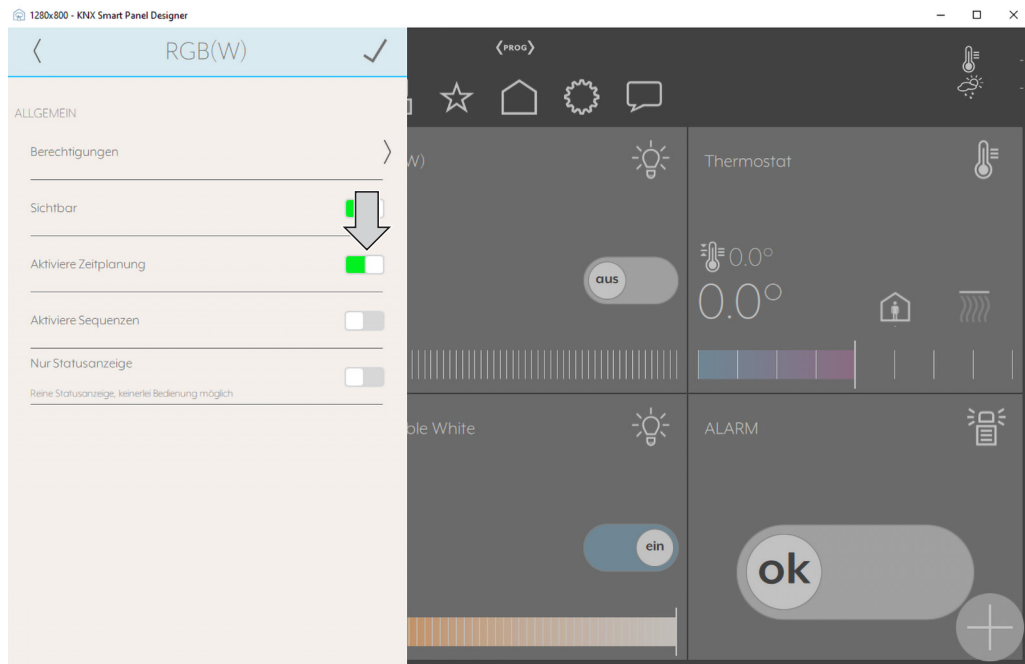 1280x800 - KNX Smart Panel Designer
RGB(W)
PROG
ALLGEMEIN
Berechtigungen
Sichtbar
Aktiviere Zeitplanung
Aktiviere Sequenzen
Nur Statusanzeige
Reine Statusanzeige, keinerlei Bedienung möglich
W)
aus
Thermostat
0.0°
0.0°
ble White
ein
ALARM
ok